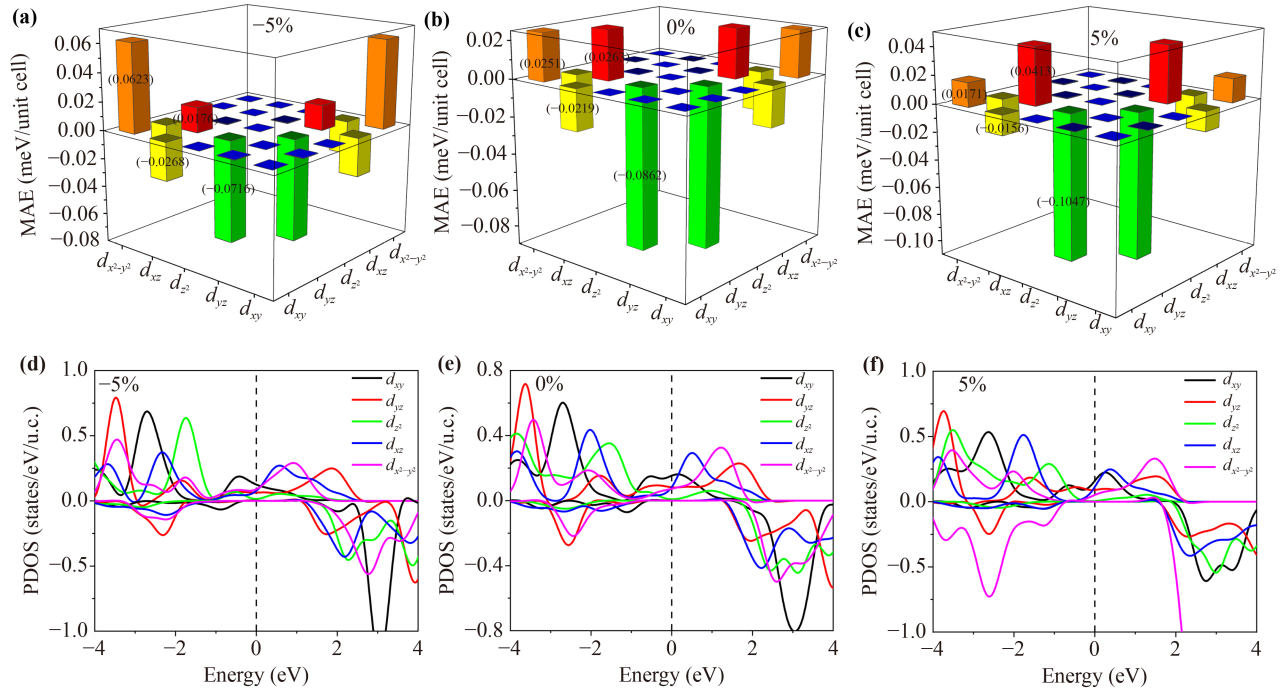 (a)
−5%
MAE (meV/unit cell)
0.06
0.04
0.02
0.00
−0.02
−0.04
−0.06
−0.08
(0.0623)
(0.0176)
(−0.0268)
(−0.0716)
dx²-y²
dxz
dz²
dyz
dxy
dxy
dyz
dz²
dxz
dx²−y²
(b)
0%
MAE (meV/unit cell)
0.02
0.00
−0.02
−0.04
−0.06
−0.08
(0.0251)
(−0.0219)
(−0.0862)
dx²-y²
dxz
dz²
dyz
dxy
dxy
dyz
dz²
dxz
dx²−y²
(c)
5%
MAE (meV/unit cell)
0.04
0.02
0.00
−0.02
−0.04
−0.06
−0.08
−0.10
(0.0171)
(0.0413)
(−0.0156)
(−0.1047)
dx²-y²
dxz
dz²
dyz
dxy
dxy
dyz
dz²
dxz
dx²−y²
(d)
−5%
PDOS (states/eV/u.c.)
1.0
0.5
0.0
−0.5
−1.0
dxy
dyz
dz²
dxz
dx²−y²
−4 −2 0 2 4
Energy (eV)
(e)
0%
PDOS (states/eV/u.c.)
0.8
0.4
0.0
−0.4
−0.8
dxy
dyz
dz²
dxz
dx²−y²
−4 −2 0 2 4
Energy (eV)
(f)
5%
PDOS (states/eV/u.c.)
1.0
0.5
0.0
−0.5
−1.0
dxy
dyz
dz²
dxz
dx²−y²
−4 −2 0 2 4
Energy (eV)